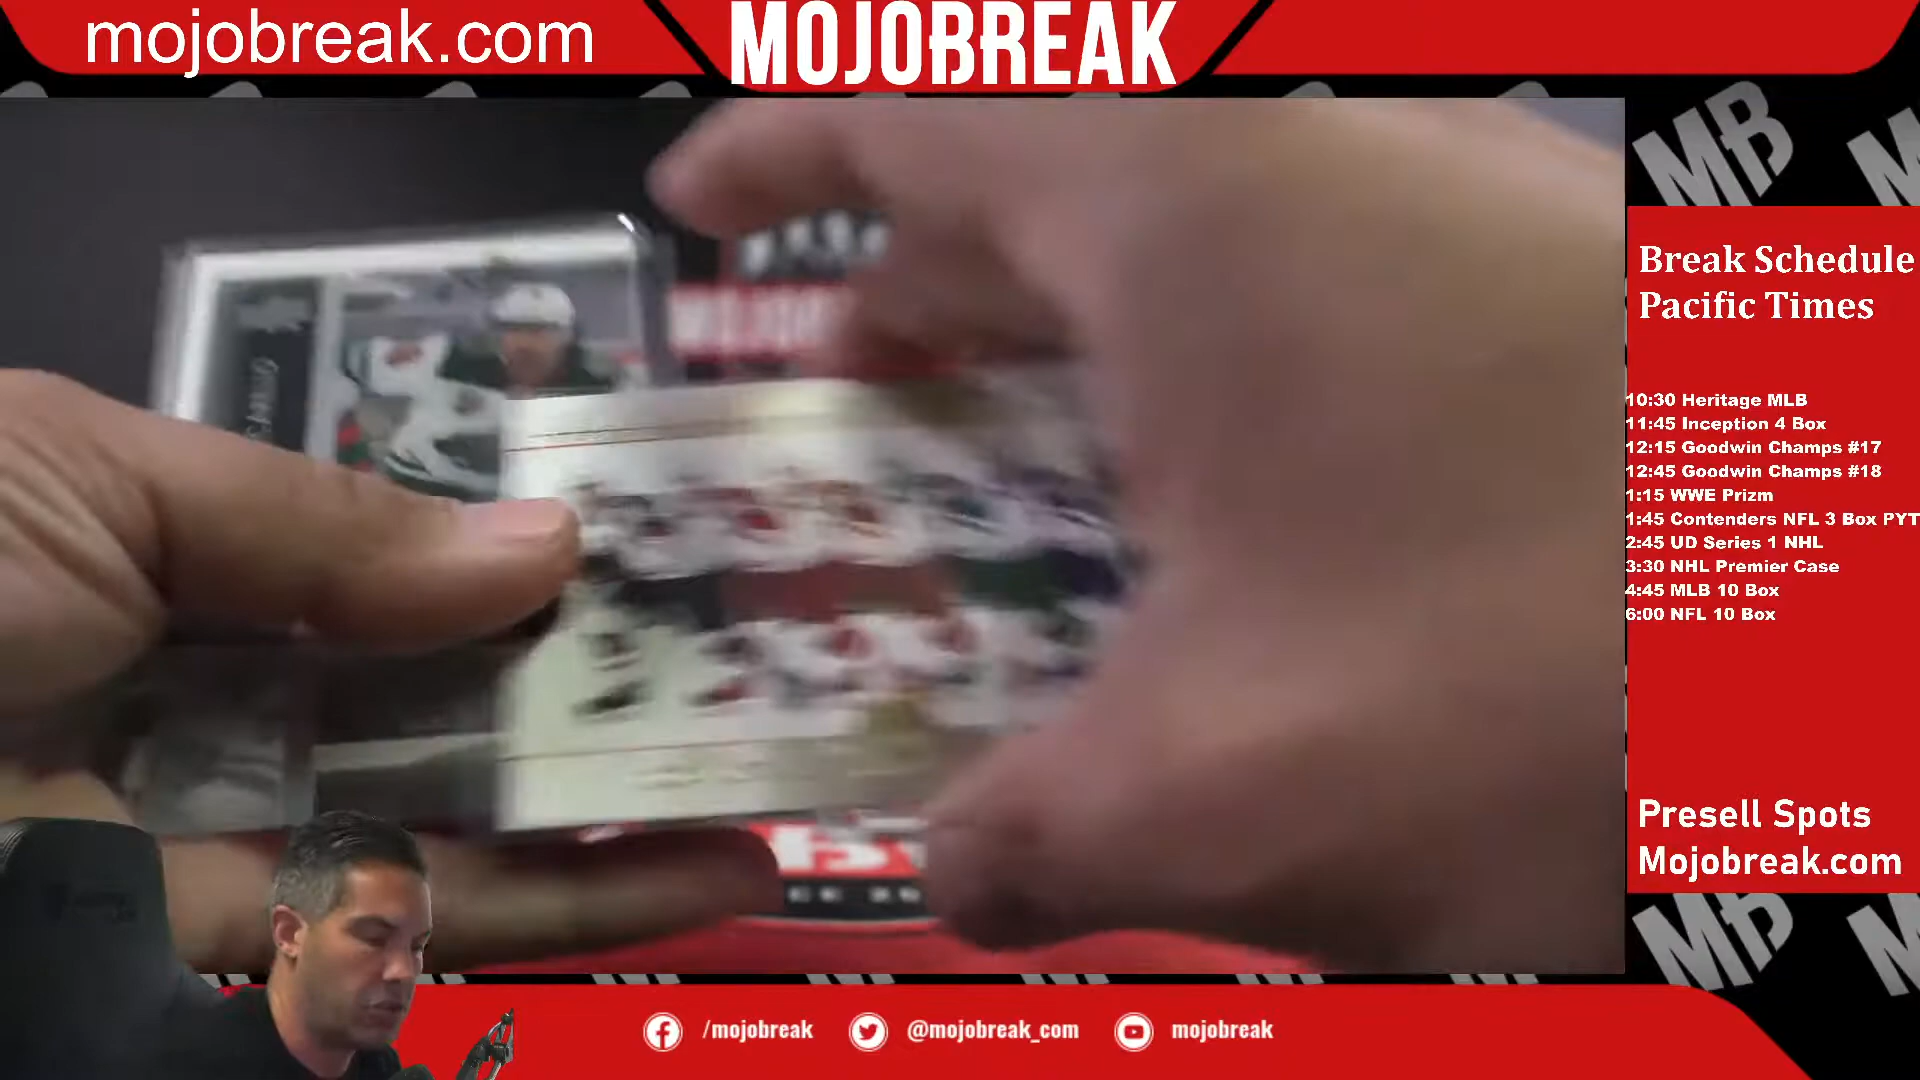 mojobreak.com
MOJOBREAK
MB
Break Schedule
Pacific Times
10:30 Heritage MLB
11:45 Inception 4 Box
12:15 Goodwin Champs #17
12:45 Goodwin Champs #18
1:15 WWE Prizm
1:45 Contenders NFL 3 Box PYT
2:45 UD Series 1 NHL
3:30 NHL Premier Case
4:45 MLB 10 Box
6:00 NFL 10 Box
Presell Spots
Mojobreak.com
MB
/mojobreak
@mojobreak_com
mojobreak